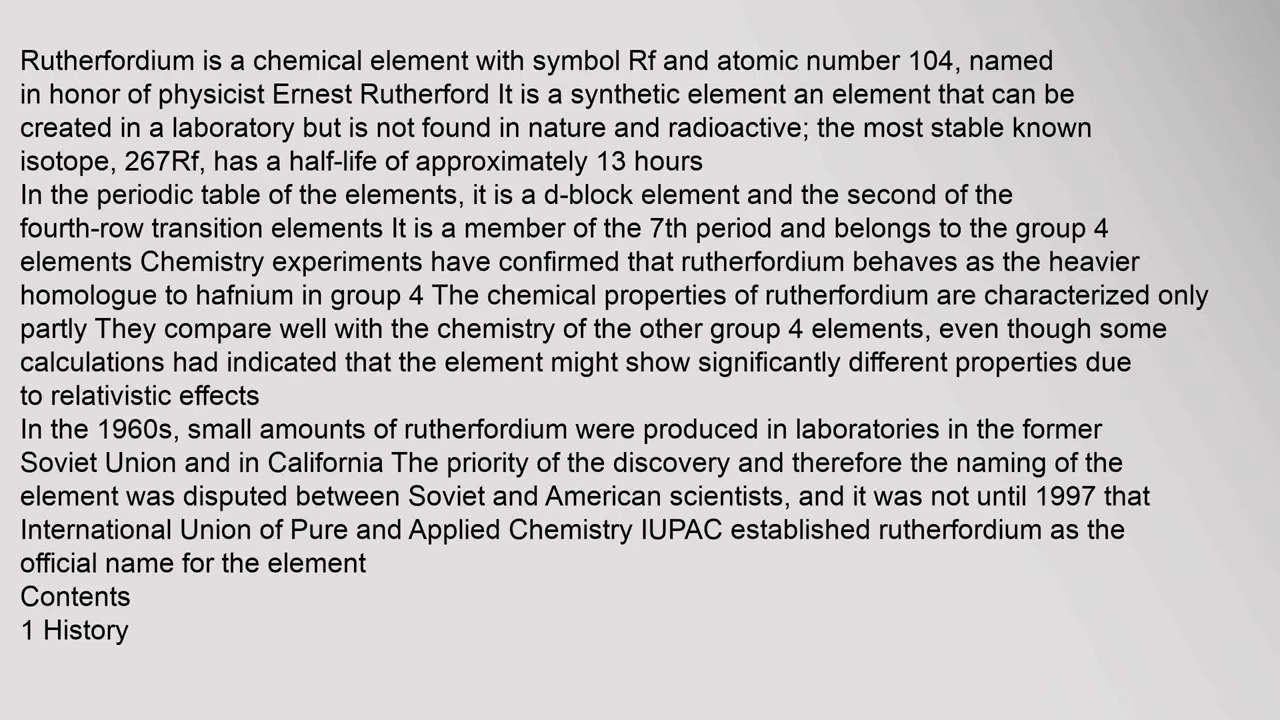 Rutherfordium is a chemical element with symbol Rf and atomic number 104, named
in honor of physicist Ernest Rutherford It is a synthetic element an element that can be
created in a laboratory but is not found in nature and radioactive; the most stable known
isotope, 267Rf, has a half-life of approximately 13 hours
In the periodic table of the elements, it is a d-block element and the second of the
fourth-row transition elements It is a member of the 7th period and belongs to the group 4
elements Chemistry experiments have confirmed that rutherfordium behaves as the heavier
homologue to hafnium in group 4 The chemical properties of rutherfordium are characterized only
partly They compare well with the chemistry of the other group 4 elements, even though some
calculations had indicated that the element might show significantly different properties due
to relativistic effects
In the 1960s, small amounts of rutherfordium were produced in laboratories in the former
Soviet Union and in California The priority of the discovery and therefore the naming of the
element was disputed between Soviet and American scientists, and it was not until 1997 that
International Union of Pure and Applied Chemistry IUPAC established rutherfordium as the
official name for the element
Contents
1 History